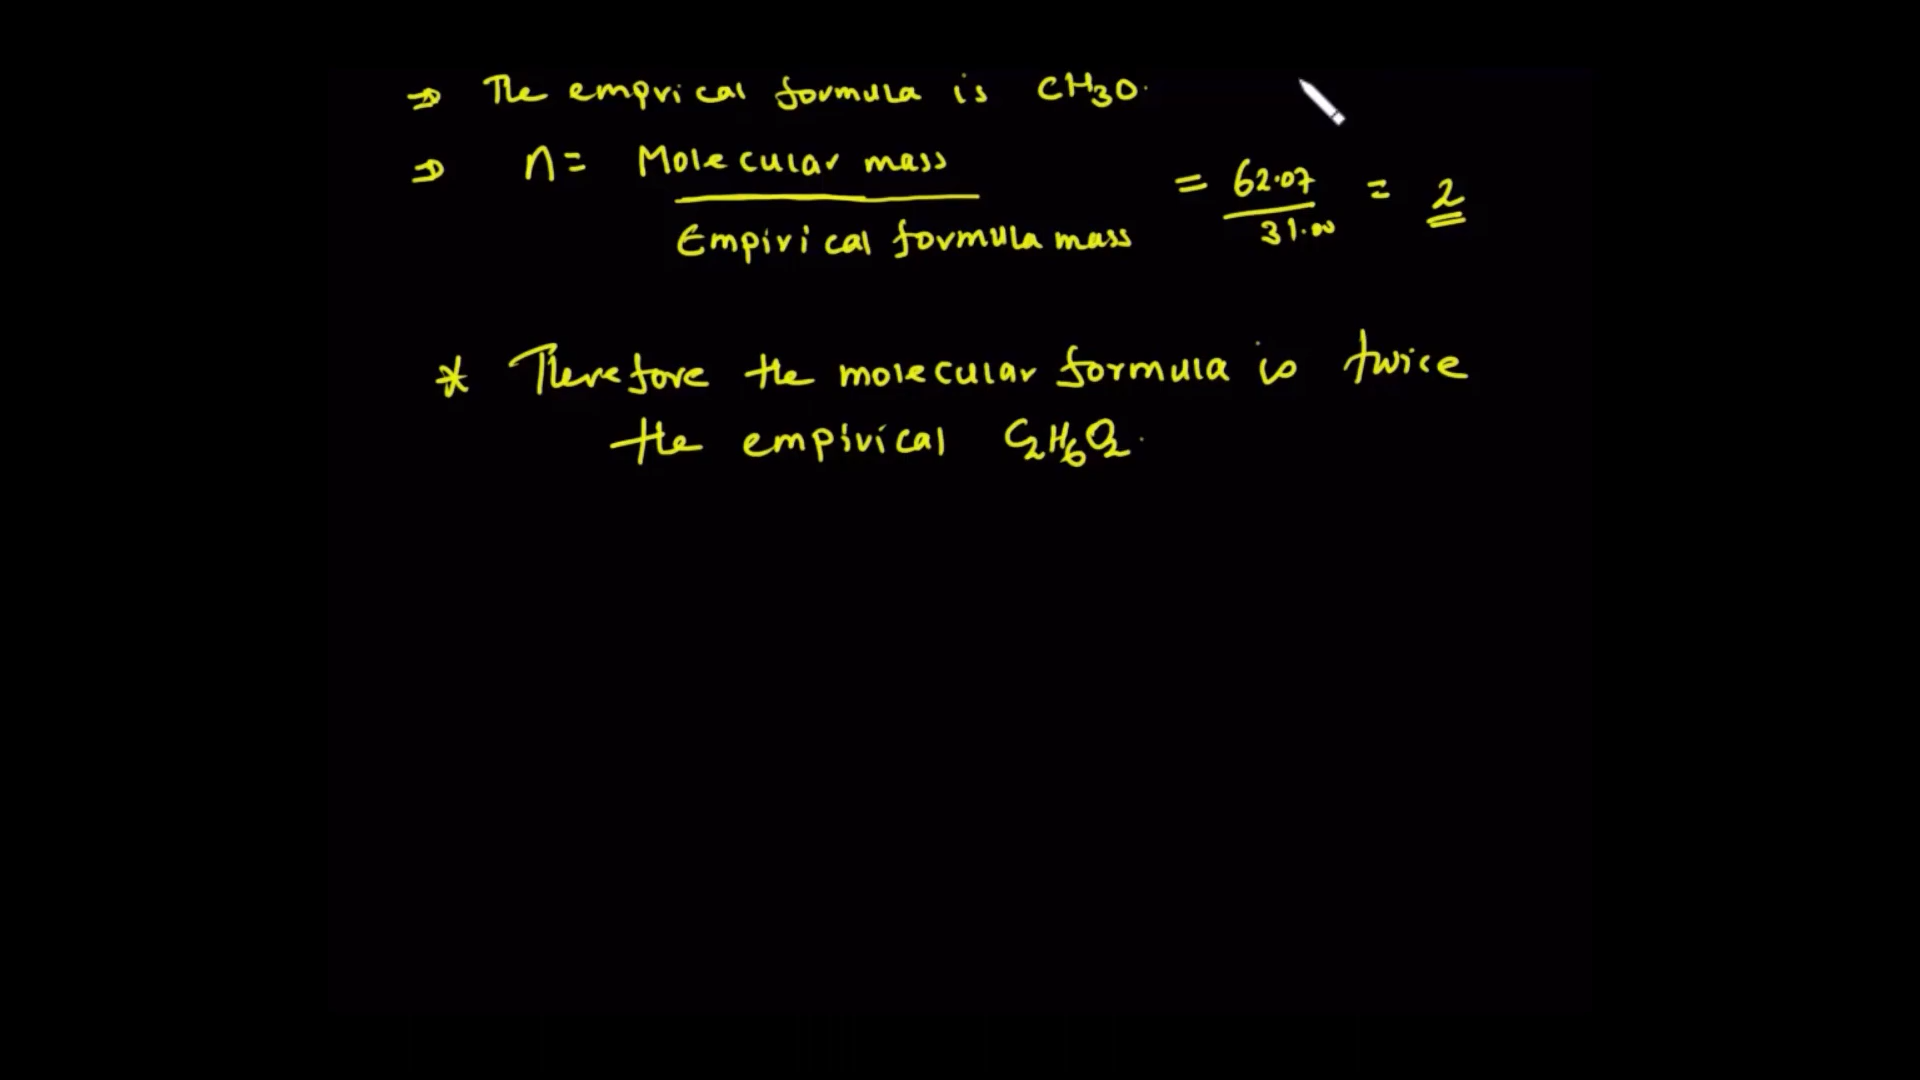 ⇒ The emprical formula is CH₃O.
⇒ n = Molecular mass / Empirical formula mass = 62.07 / 31.00 = 2
* Therefore the molecular formula is twice
the empirical C₂H₆O₂.